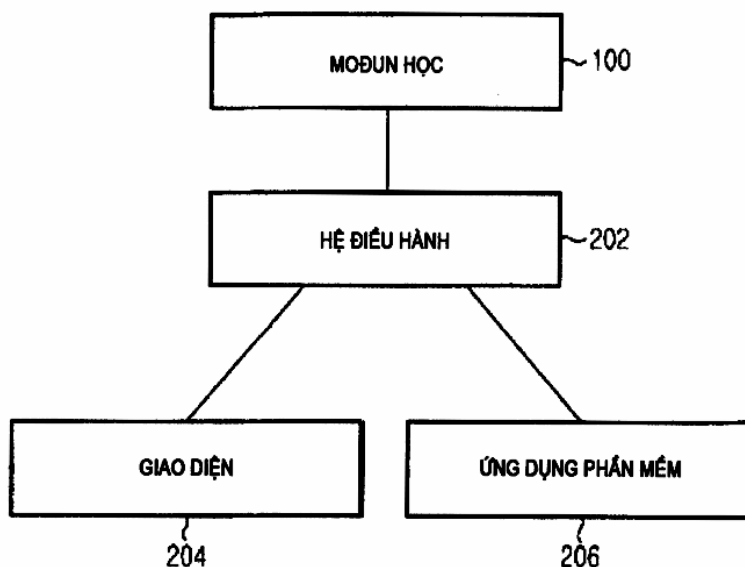 MOĐUN HỌC
100
HỆ ĐIỀU HÀNH
202
GIAO DIỆN
ỨNG DỤNG PHẦN MỀM
204
206